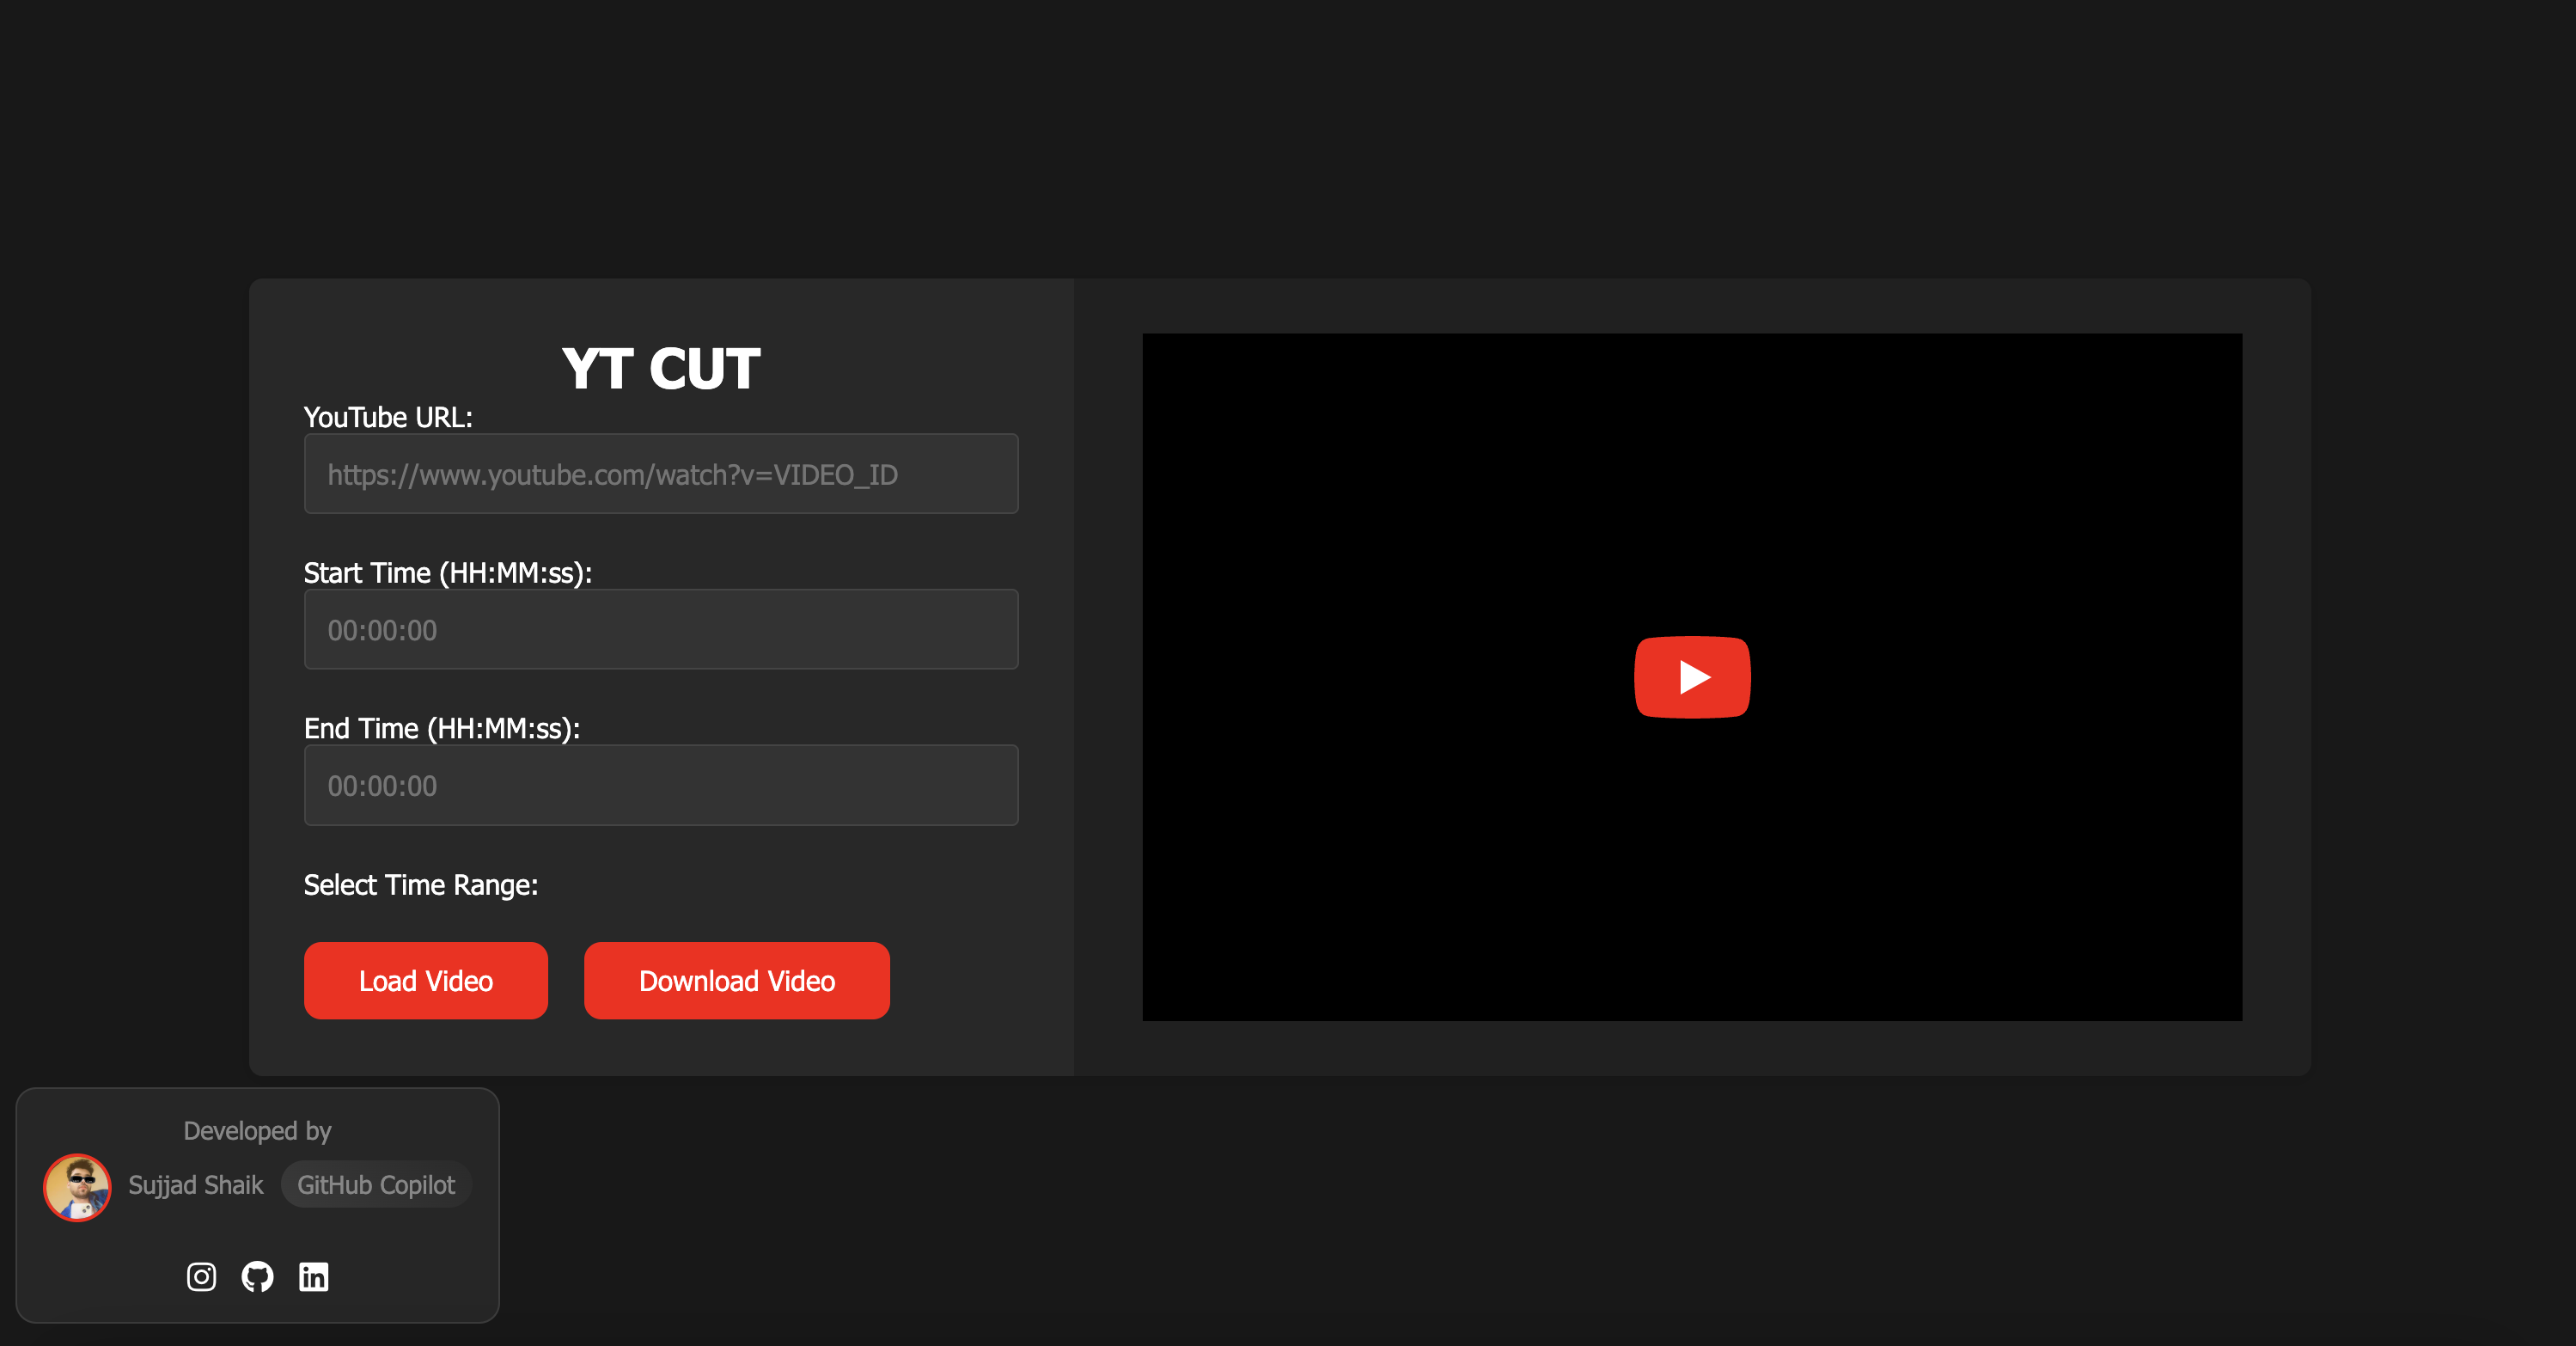 YT CUT
YouTube URL:
https://www.youtube.com/watch?v=VIDEO_ID
Start Time (HH:MM:ss):
00:00:00
End Time (HH:MM:ss):
00:00:00
Select Time Range:
Load Video
Download Video
Developed by
Sujjad Shaik GitHub Copilot
in